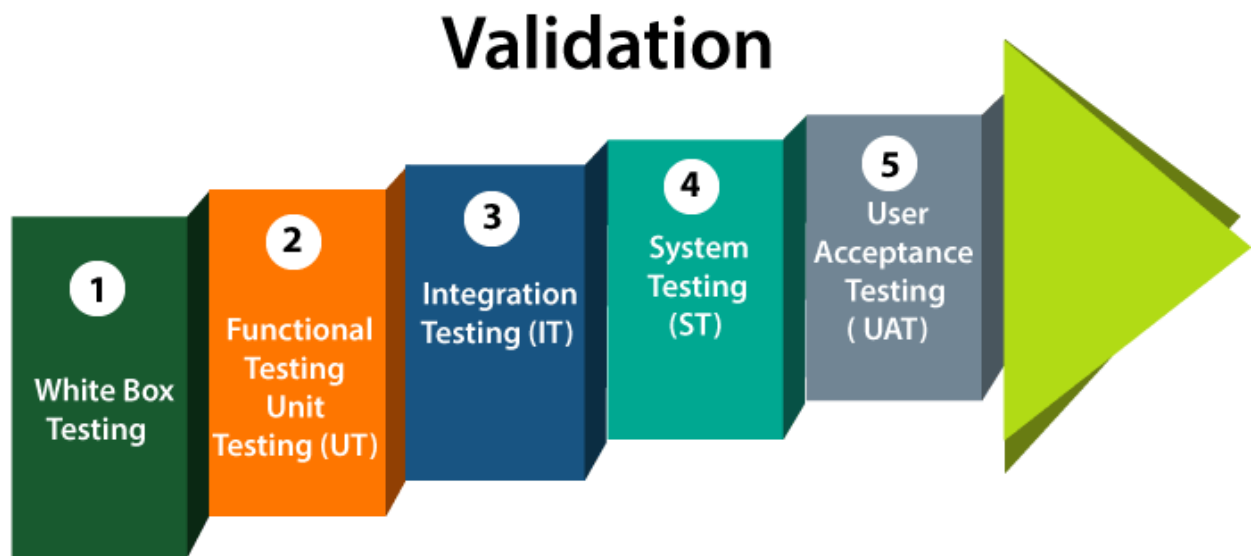 Validation
1
White Box
Testing
2
Functional
Testing
Unit
Testing (UT)
3
Integration
Testing (IT)
4
System
Testing
(ST)
5
User
Acceptance
Testing
( UAT)